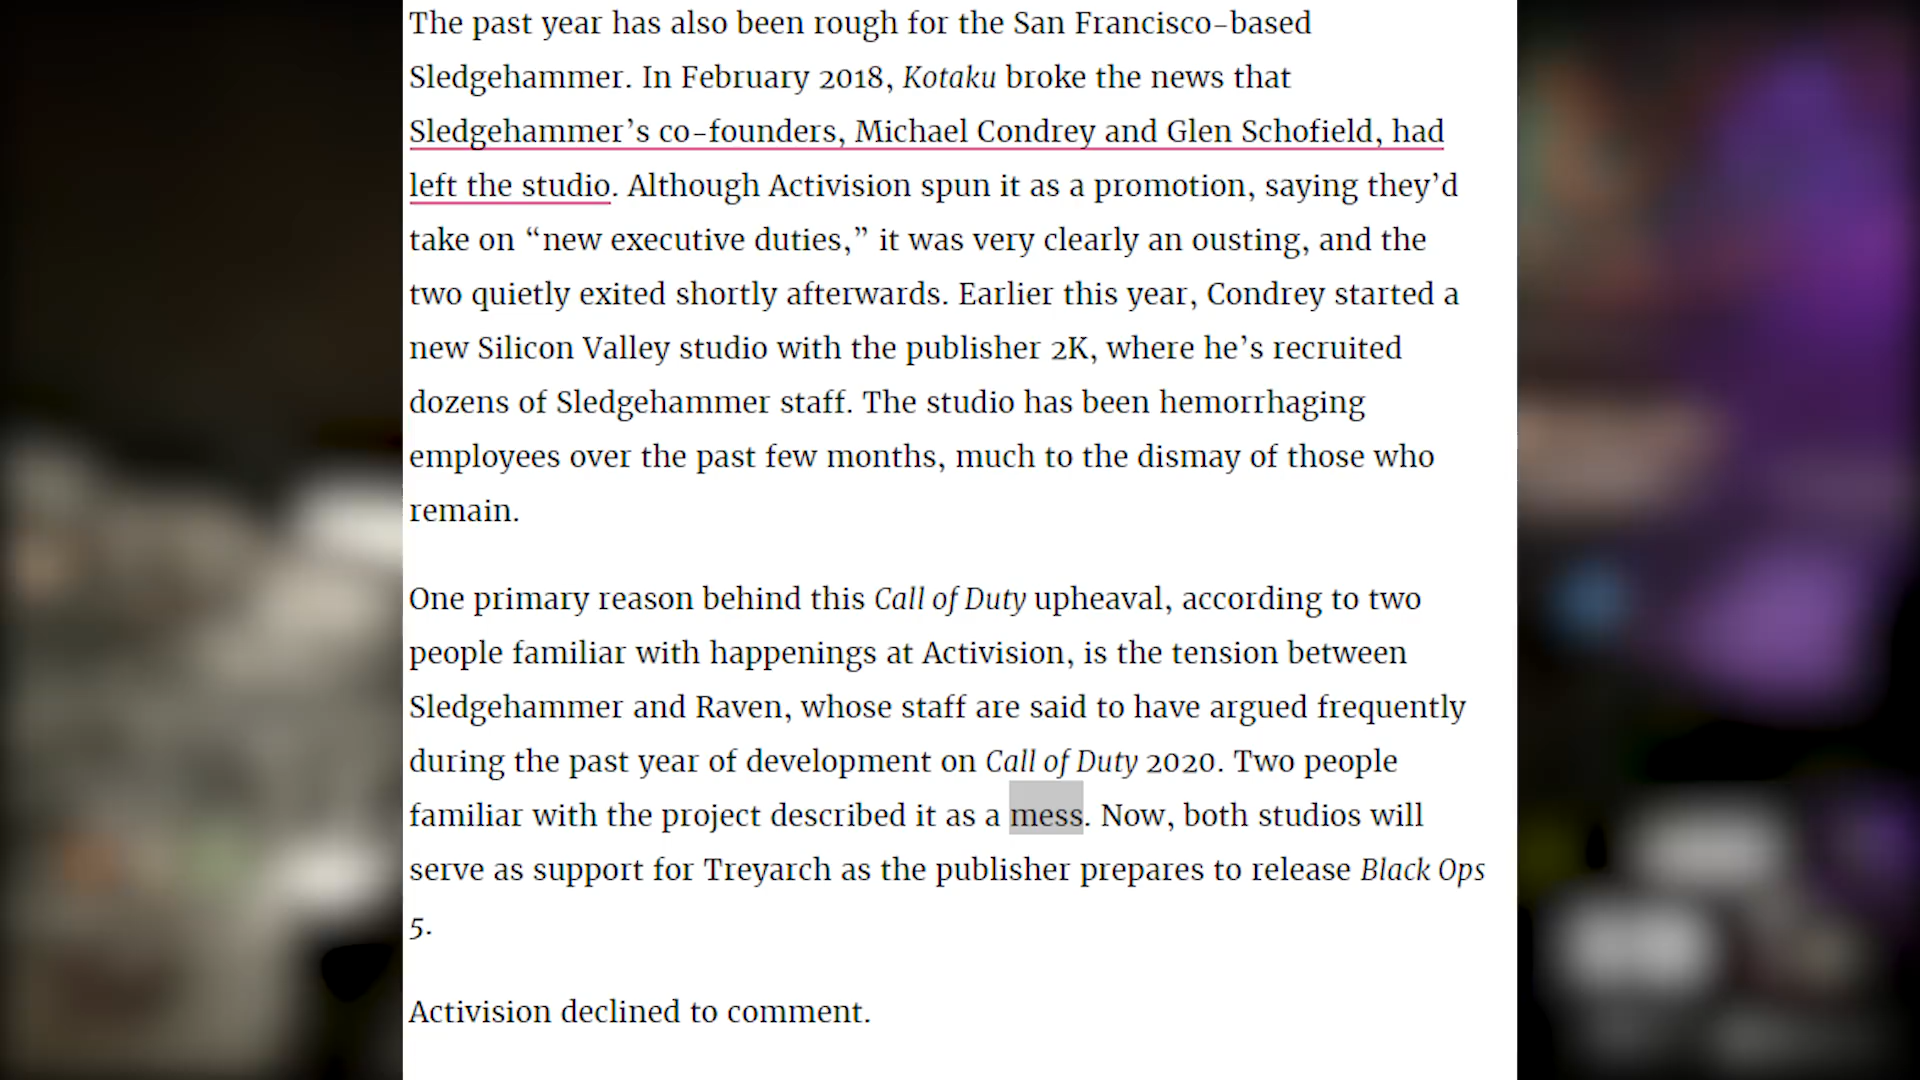 The past year has also been rough for the San Francisco-based
Sledgehammer. In February 2018, Kotaku broke the news that
Sledgehammer’s co-founders, Michael Condrey and Glen Schofield, had
left the studio. Although Activision spun it as a promotion, saying they’d
take on “new executive duties,” it was very clearly an ousting, and the
two quietly exited shortly afterwards. Earlier this year, Condrey started a
new Silicon Valley studio with the publisher 2K, where he’s recruited
dozens of Sledgehammer staff. The studio has been hemorrhaging
employees over the past few months, much to the dismay of those who
remain.
One primary reason behind this Call of Duty upheaval, according to two
people familiar with happenings at Activision, is the tension between
Sledgehammer and Raven, whose staff are said to have argued frequently
during the past year of development on Call of Duty 2020. Two people
familiar with the project described it as a mess. Now, both studios will
serve as support for Treyarch as the publisher prepares to release Black Ops
5.
Activision declined to comment.